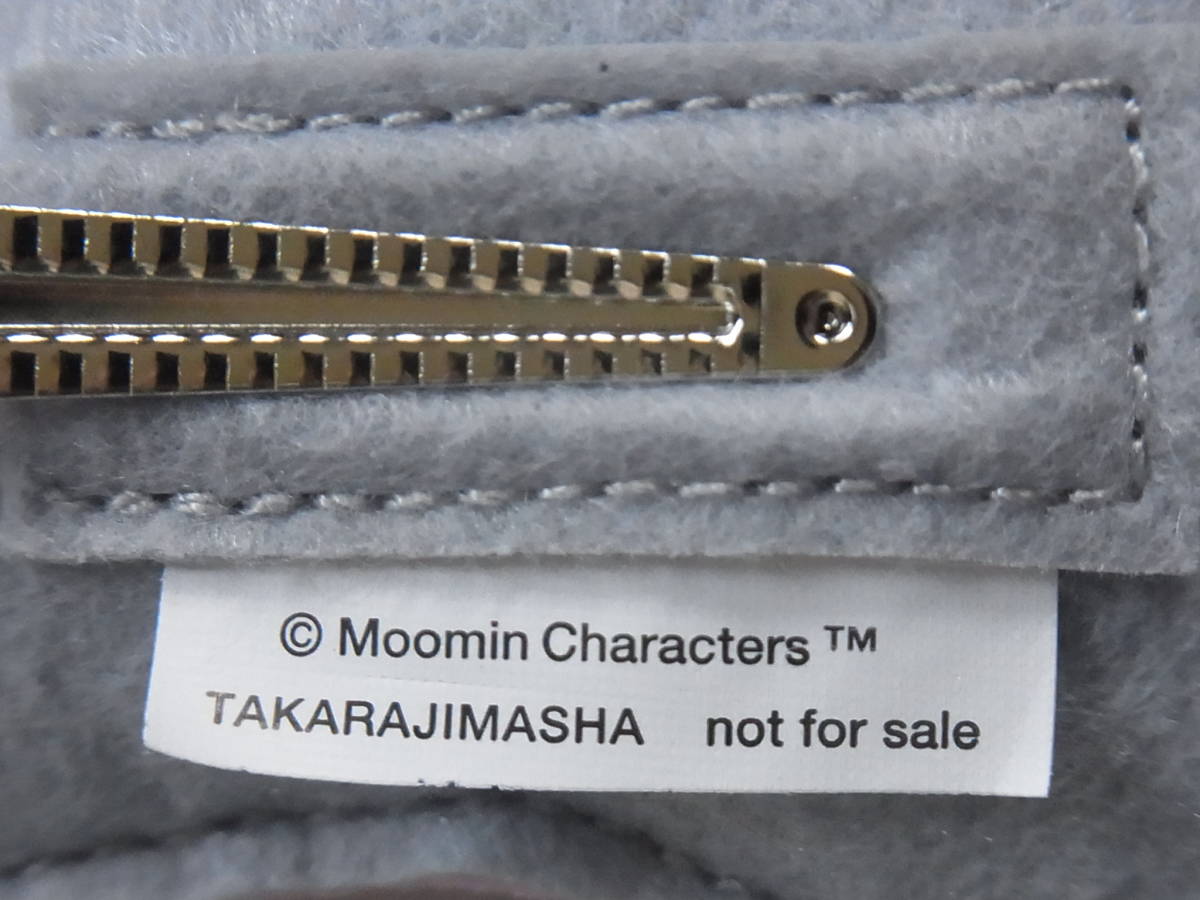 © Moomin Characters ™
TAKARAJIMASHA not for sale